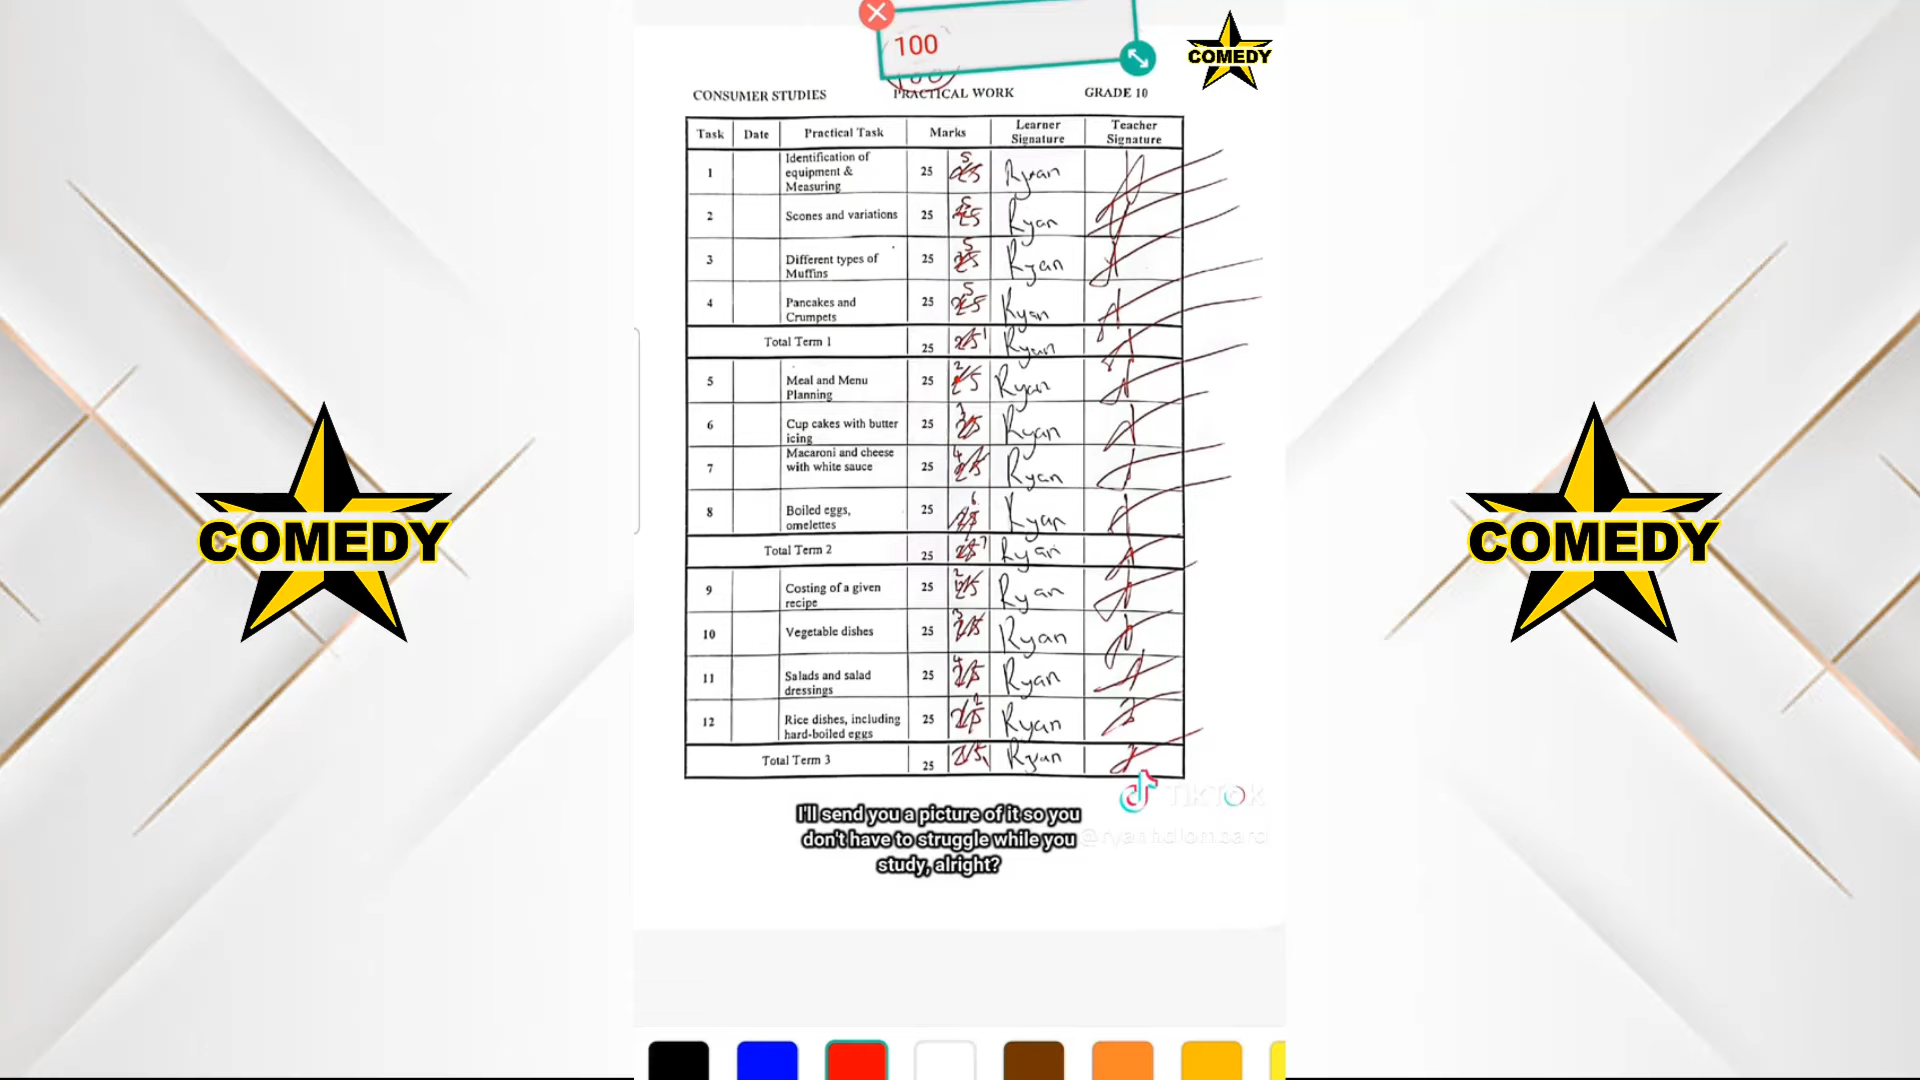 100
COMEDY
CONSUMER STUDIES PRACTICAL WORK GRADE 10
Task Date Practical Task Marks Learner Signature Teacher Signature
1 Identification of equipment & Measuring 25 Ryan
2 Scones and variations 25 Ryan
3 Different types of Muffins 25 Ryan
4 Pancakes and Crumpets 25 Ryan
Total Term 1 25 Ryan
5 Meal and Menu Planning 25 Ryan
6 Cup cakes with butter icing 25 Ryan
7 Macaroni and cheese with white sauce 25 Ryan
8 Boiled eggs, omelettes 25 Ryan
Total Term 2 25 Ryan
9 Costing of a given recipe 25 Ryan
10 Vegetable dishes 25 Ryan
11 Salads and salad dressings 25 Ryan
12 Rice dishes, including hard-boiled eggs 25 Ryan
Total Term 3 25 Ryan
COMEDY
COMEDY
TikTok
@ryanhdlombard
I'll send you a picture of it so you
don't have to struggle while you
study, alright?